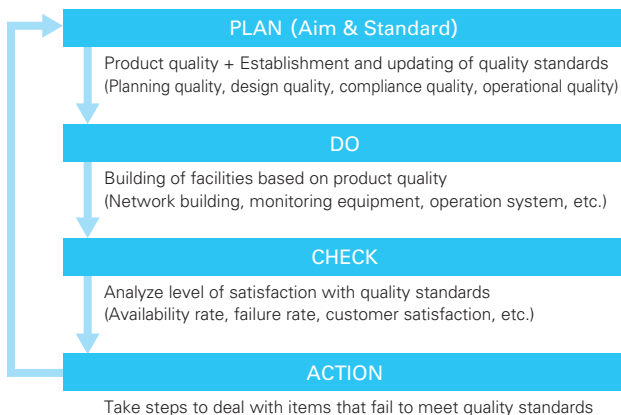 PLAN (Aim & Standard)
Product quality + Establishment and updating of quality standards
(Planning quality, design quality, compliance quality, operational quality)
DO
Building of facilities based on product quality
(Network building, monitoring equipment, operation system, etc.)
CHECK
Analyze level of satisfaction with quality standards
(Availability rate, failure rate, customer satisfaction, etc.)
ACTION
Take steps to deal with items that fail to meet quality standards